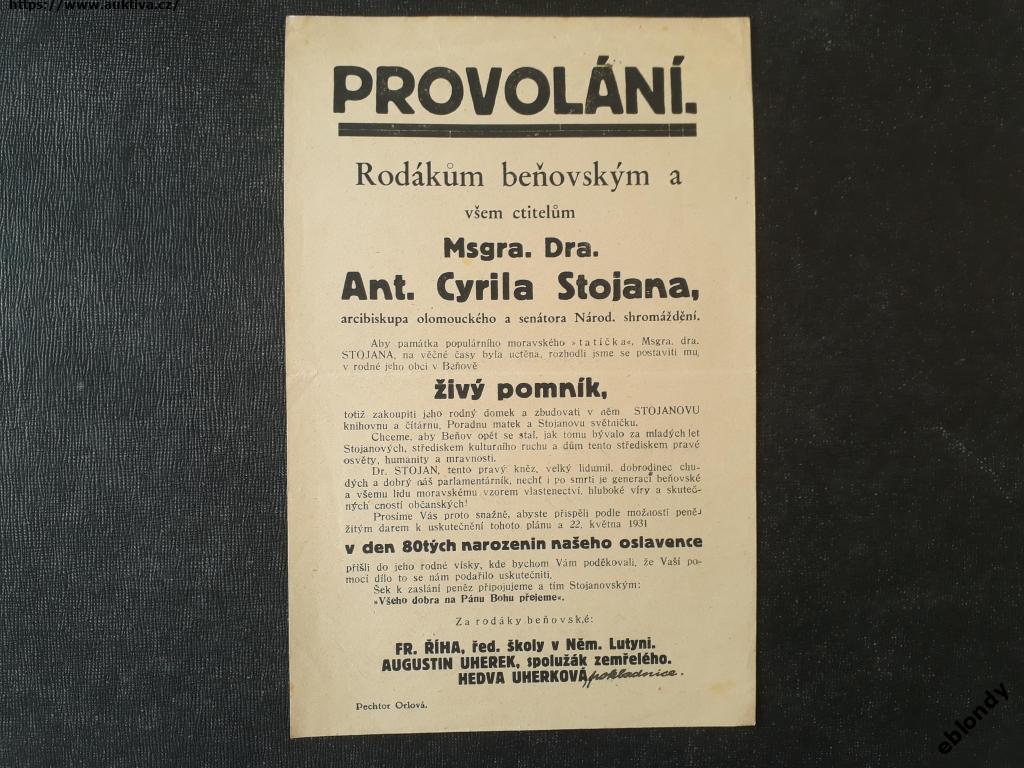 https://www.auktiva.cz/
PROVOLÁNÍ.
Rodákům beňovským a
všem ctitelům
Msgra. Dra.
Ant. Cyrila Stojana,
arcibiskupa olomouckého a senátora Národ. shromáždění.
Aby památka populárního moravského »tatíčka«, Msgra. dra.
STOJANA, na věčné časy byla uctěna, rozhodli jsme se postaviti mu,
v rodné jeho obci v Beňově
živý pomník,
totiž zakoupiti jeho rodný domek a zbudovati v něm STOJANOVU
knihovnu a čítárnu, Poradnu matek a Stojanovu světničku.
Chceme, aby Beňov opět se stal, jak tomu bývalo za mladých let
Stojanových, střediskem kulturního ruchu a dům tento střediskem pravé
osvěty, humanity a mravnosti.
Dr. STOJAN, tento pravý kněz, velký lidumil, dobrodinec chu-
dých a dobrý náš parlamentárník, nechť i po smrti je generaci beňovské
a všemu lidu moravskému vzorem vlastenectví, hluboké víry a skuteč-
ných cností občanských!
Prosíme Vás proto snažně, abyste přispěli podle možností peněj
žitým darem k uskutečnění tohoto plánu a 22. května 1931
v den 80tých narozenin našeho oslavence
přišli do jeho rodné vísky, kde bychom Vám poděkovali, že Vaší po-
mocí dílo to se nám podařilo uskutečniti.
Šek k zaslání peněz připojujeme a tím Stojanovským:
»Všeho dobra na Pánu Bohu přejeme«.
Za rodáky beňovské:
FR. ŘÍHA, řed. školy v Něm. Lutyni.
AUGUSTIN UHEREK, spolužák zemřelého.
HEDVA UHERKOVÁ, pokladnice.
Pechtor Orlová.
eblondy